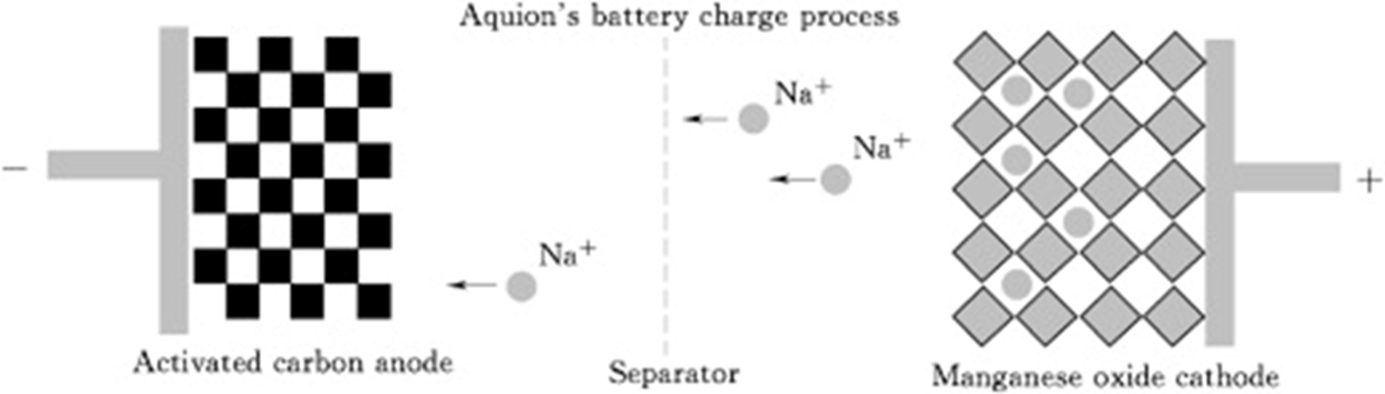 Aquion's battery charge process
Na⁺
Na⁺
Na⁺
−
+
Activated carbon anode
Separator
Manganese oxide cathode